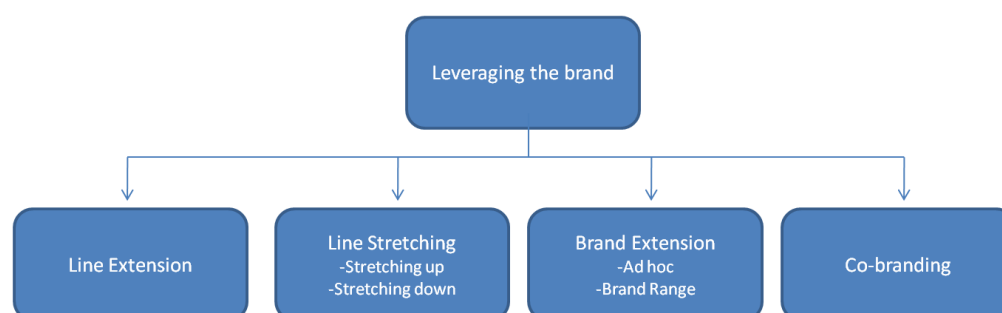 Leveraging the brand
Line Extension
Line Stretching
-Stretching up
-Stretching down
Brand Extension
-Ad hoc
-Brand Range
Co-branding